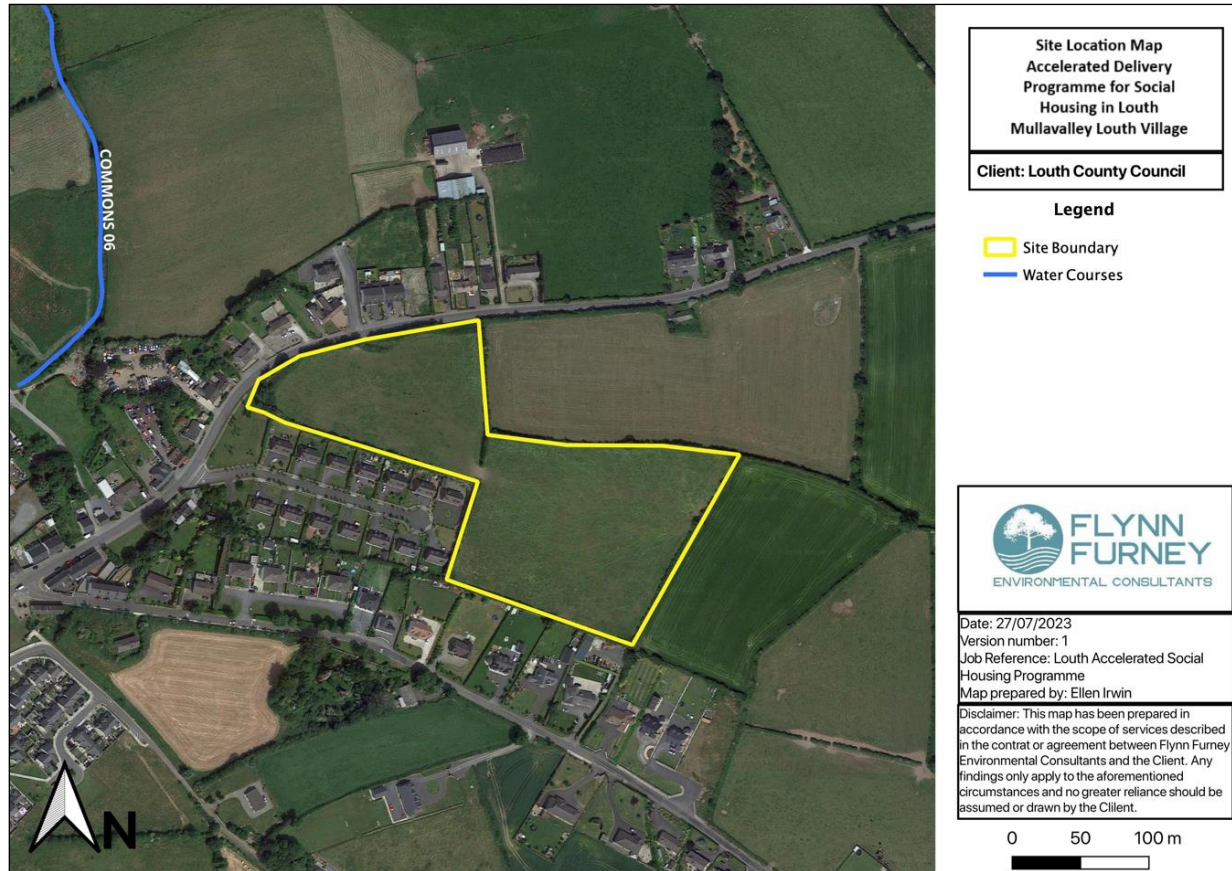 Site Location Map
Accelerated Delivery
Programme for Social
Housing in Louth
Mullavalley Louth Village
Client: Louth County Council
Legend
Site Boundary
Water Courses
COMMONS 06
N
FLYNN
FURNEY
ENVIRONMENTAL CONSULTANTS
Date: 27/07/2023
Version number: 1
Job Reference: Louth Accelerated Social
Housing Programme
Map prepared by: Ellen Irwin
Disclaimer: This map has been prepared in
accordance with the scope of services described
in the contrat or agreement between Flynn Furney
Environmental Consultants and the Client. Any
findings only apply to the aforementioned
circumstances and no greater reliance should be
assumed or drawn by the Clilent.
0 50 100 m